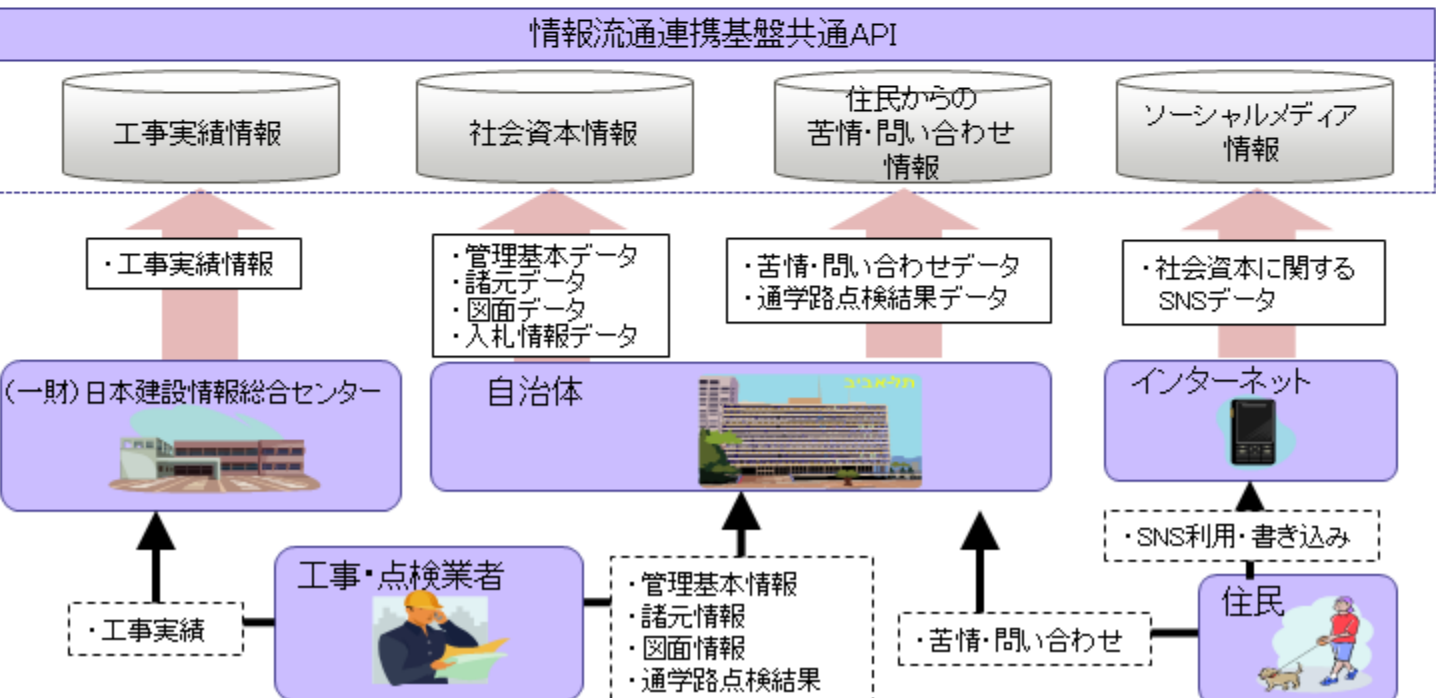 情報流通連携基盤共通API
工事実績情報
社会資本情報
住民からの
苦情・問い合わせ
情報
ソーシャルメディア
情報
・工事実績情報
・管理基本データ
・諸元データ
・図面データ
・入札情報データ
・苦情・問い合わせデータ
・通学路点検結果データ
・社会資本に関する
SNSデータ
(一財)日本建設情報総合センター
自治体
תל-אביב
インターネット
・SNS利用・書き込み
工事・点検業者
・工事実績
・管理基本情報
・諸元情報
・図面情報
・通学路点検結果
・苦情・問い合わせ
住民